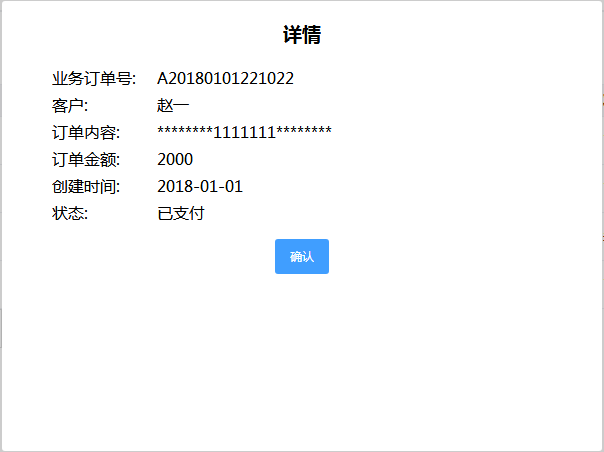 详情
业务订单号: A20180101221022
客户: 赵一
订单内容: ********1111111********
订单金额: 2000
创建时间: 2018-01-01
状态: 已支付
确认